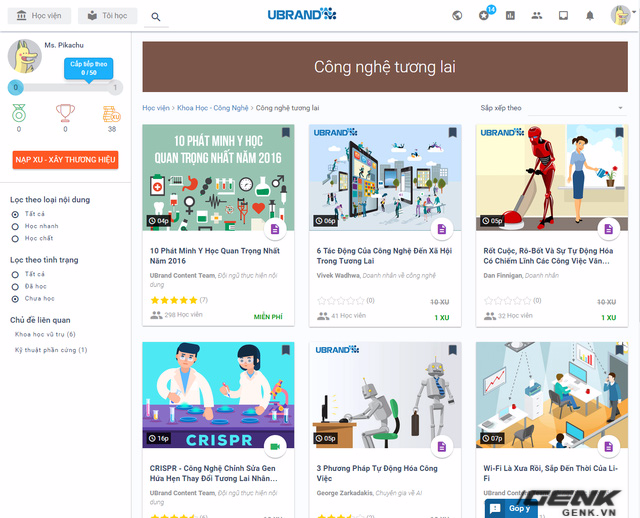 Học viện
Tôi học
UBRAND
14
Ms. Pikachu
Cấp tiếp theo
0 / 50
0
1
0
0
38
NẠP XU - XÂY THƯƠNG HIỆU
Lọc theo loại nội dung
Tất cả
Học nhanh
Học chất
Lọc theo tình trạng
Tất cả
Đã học
Chưa học
Chủ đề liên quan
Khoa học vũ trụ (6)
Kỹ thuật phần cứng (1)
Công nghệ tương lai
Học viện > Khoa Học - Công Nghệ > Công nghệ tương lai
Sắp xếp theo
10 PHÁT MINH Y HỌC
QUAN TRỌNG NHẤT NĂM 2016
04p
10 Phát Minh Y Học Quan Trọng Nhất
Năm 2016
UBrand Content Team, Đội ngũ thực hiện nội
dung
(7)
298 Học viên
MIỄN PHÍ
UBRAND
06p
6 Tác Động Của Công Nghệ Đến Xã Hội
Trong Tương Lai
Vivek Wadhwa, Doanh nhân về công nghệ
(0)
10 XU
41 Học viên
1 XU
UBRAND
05p
Rốt Cuộc, Rô-Bốt Và Sự Tự Động Hóa
Có Chiếm Lĩnh Các Công Việc Văn...
Dan Finnigan, Doanh nhân
(0)
10 XU
32 Học viên
1 XU
16p
CRISPR
CRISPR - Công Nghệ Chỉnh Sửa Gen
Hứa Hẹn Thay Đổi Tương Lai Nhân...
UBrand Content Team, Đội ngũ thực hiện nội
dung
UBRAND
05p
3 Phương Pháp Tự Động Hóa Công
Việc
George Zarkadakis, Chuyên gia về AI
07p
Wi-Fi Là Xưa Rồi, Sắp Đến Thời Của Li-
Fi
UBrand Cont
Góp ý
GENK
GENK.VN